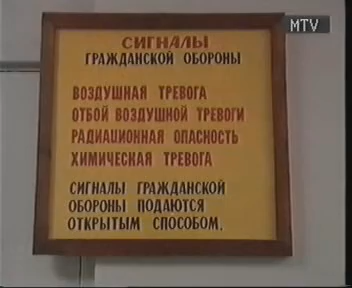 MTV
СИГНАЛЫ
ГРАЖДАНСКОЙ ОБОРОНЫ
ВОЗДУШНАЯ ТРЕВОГА
ОТБОЙ ВОЗДУШНОЙ ТРЕВОГИ
РАДИАЦИОННАЯ ОПАСНОСТЬ
ХИМИЧЕСКАЯ ТРЕВОГА
СИГНАЛЫ ГРАЖДАНСКОЙ
ОБОРОНЫ ПОДАЮТСЯ
ОТКРЫТЫМ СПОСОБОМ.